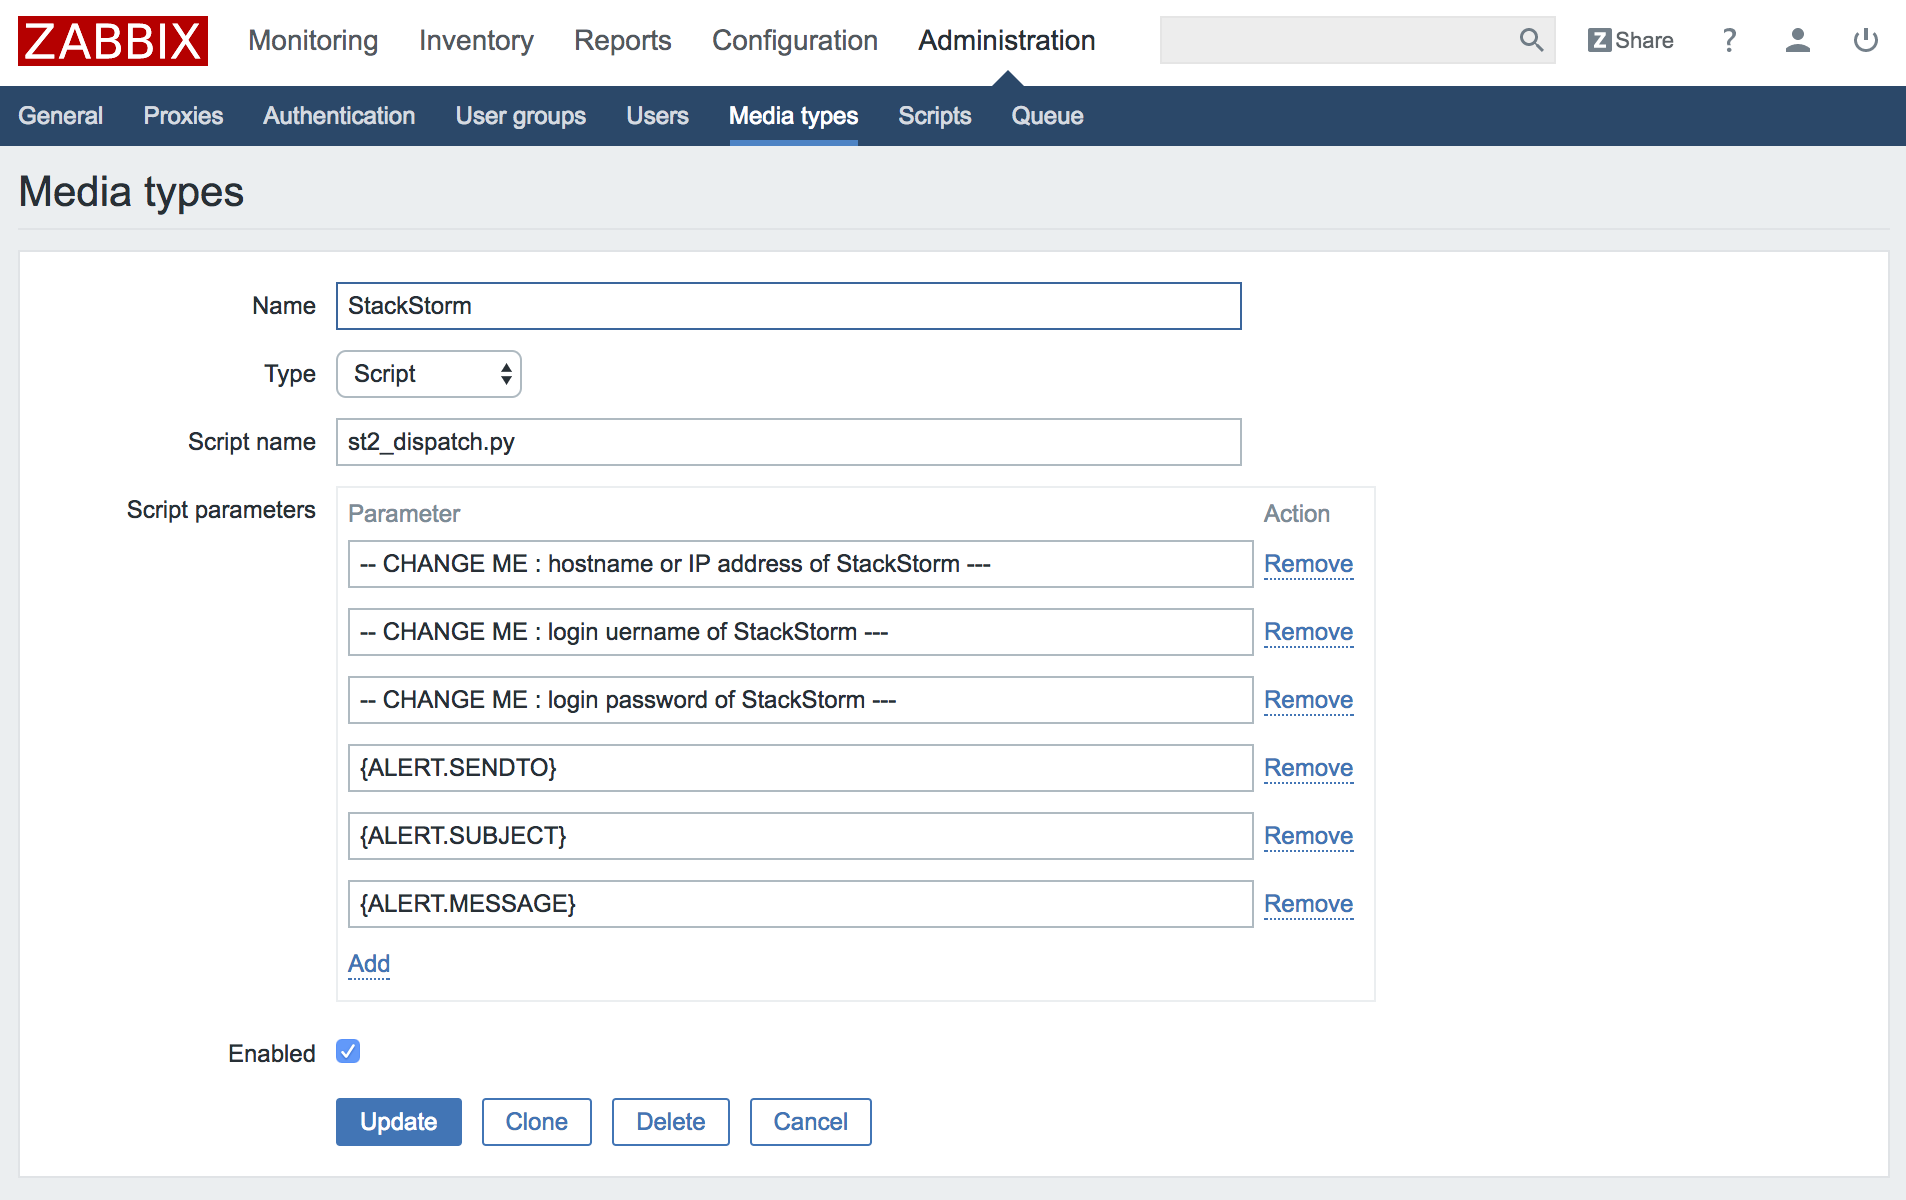 ZABBIX Monitoring Inventory Reports Configuration Administration Z Share ?
General Proxies Authentication User groups Users Media types Scripts Queue
Media types
Name StackStorm
Type Script
Script name st2_dispatch.py
Script parameters Parameter Action
-- CHANGE ME : hostname or IP address of StackStorm --- Remove
-- CHANGE ME : login uername of StackStorm --- Remove
-- CHANGE ME : login password of StackStorm --- Remove
{ALERT.SENDTO} Remove
{ALERT.SUBJECT} Remove
{ALERT.MESSAGE} Remove
Add
Enabled
Update Clone Delete Cancel